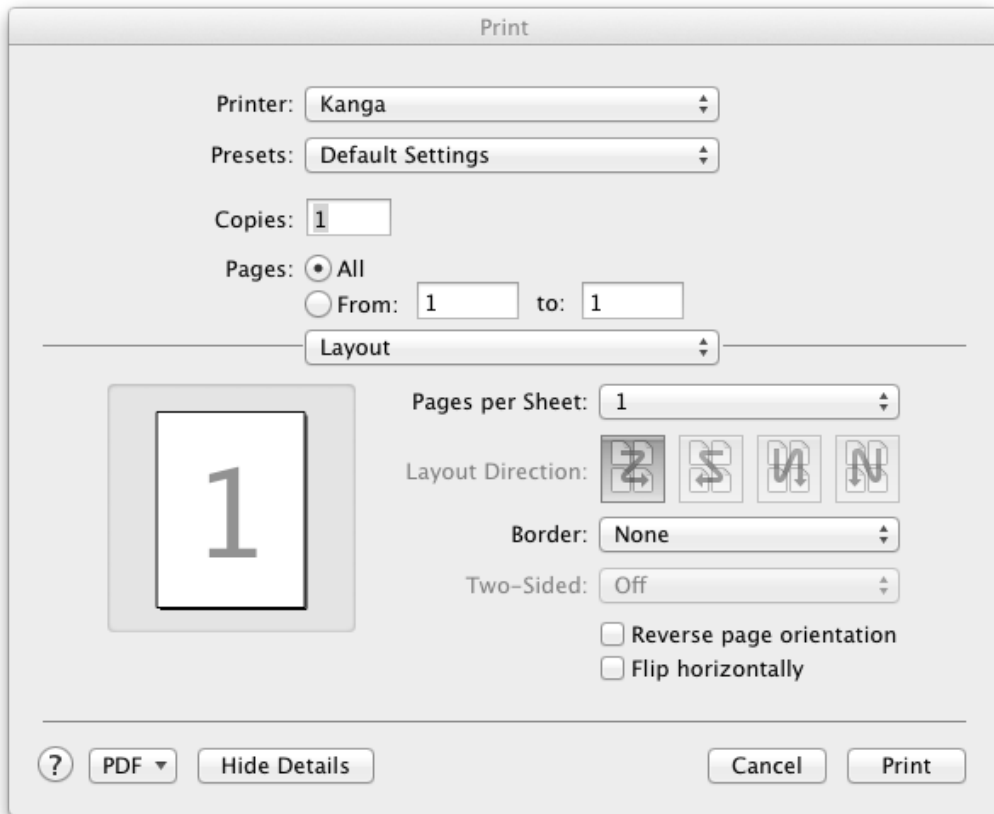 Print
Printer: Kanga
Presets: Default Settings
Copies: 1
Pages: All
From: 1 to: 1
Layout
1
Pages per Sheet: 1
Layout Direction:
Border: None
Two-Sided: Off
Reverse page orientation
Flip horizontally
? PDF Hide Details Cancel Print